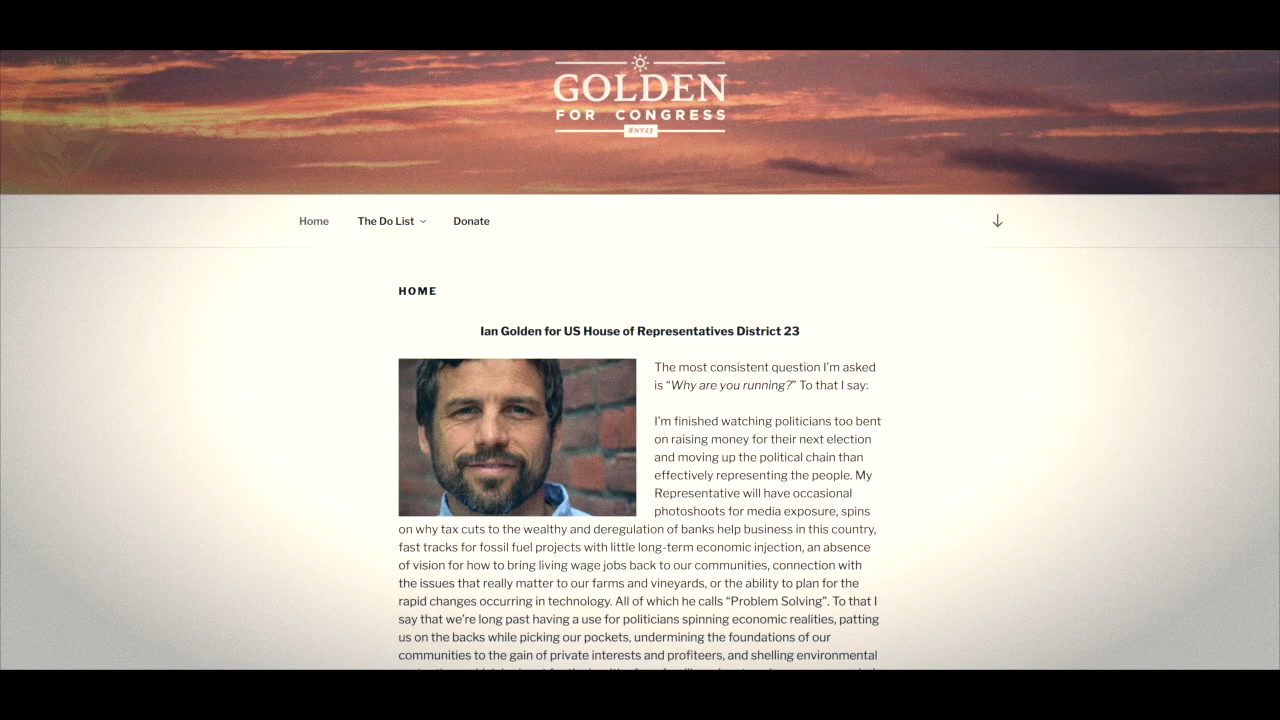 GOLDEN
FOR CONGRESS
#NY23
Home
The Do List
Donate
HOME
Ian Golden for US House of Representatives District 23
The most consistent question I'm asked
is “Why are you running?” To that I say:
I'm finished watching politicians too bent
on raising money for their next election
and moving up the political chain than
effectively representing the people. My
Representative will have occasional
photoshoots for media exposure, spins
on why tax cuts to the wealthy and deregulation of banks help business in this country,
fast tracks for fossil fuel projects with little long-term economic injection, an absence
of vision for how to bring living wage jobs back to our communities, connection with
the issues that really matter to our farms and vineyards, or the ability to plan for the
rapid changes occurring in technology. All of which he calls “Problem Solving”. To that I
say that we're long past having a use for politicians spinning economic realities, patting
us on the backs while picking our pockets, undermining the foundations of our
communities to the gain of private interests and profiteers, and shelling environmental